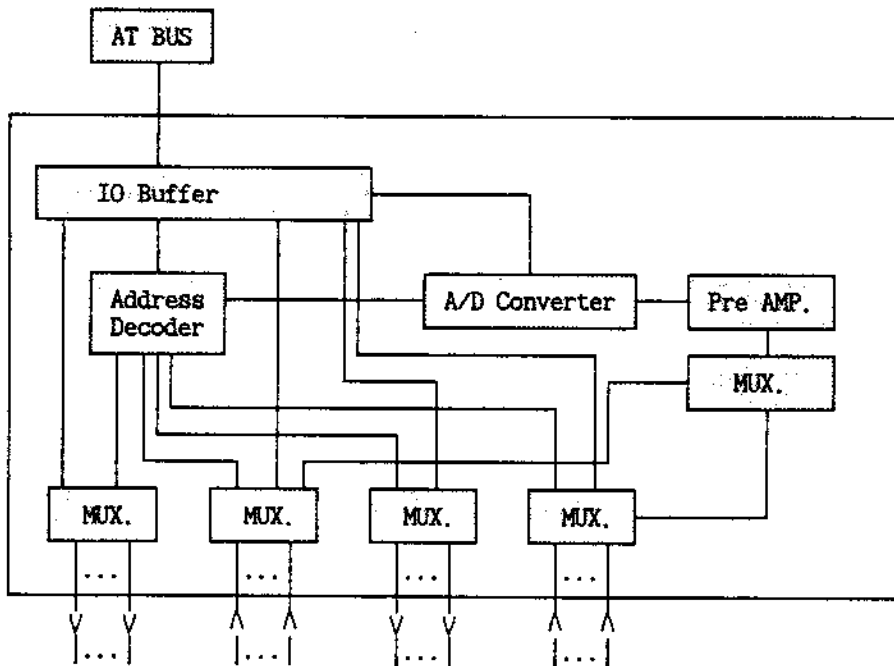 AT BUS
IO Buffer
Address
Decoder
A/D Converter
Pre AMP.
MUX.
MUX.
MUX.
MUX.
MUX.
... ... ... ...
... ... ... ...